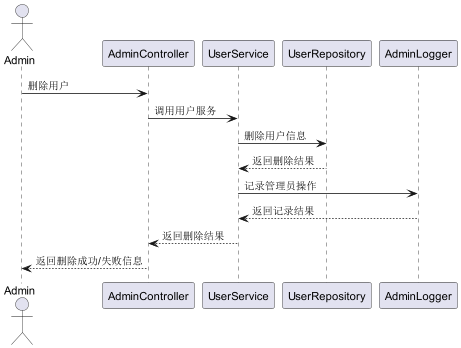 Admin
AdminController
UserService
UserRepository
AdminLogger
删除用户
调用用户服务
删除用户信息
返回删除结果
记录管理员操作
返回记录结果
返回删除结果
返回删除成功/失败信息
Admin
AdminController
UserService
UserRepository
AdminLogger